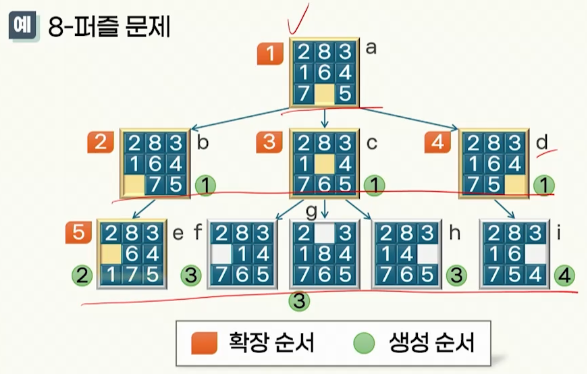 예 8-퍼즐 문제
1 2 8 3 a
1 6 4
7 5
2 2 8 3 b
1 6 4
7 5 1
3 2 8 3 c
1 4
7 6 5 1
4 2 8 3 d
1 6 4
7 5 1
5 2 8 3 e
6 4
2 1 7 5
f 2 8 3
1 4
3 7 6 5
g
2 3
1 8 4
7 6 5
3
2 8 3 h
1 4
7 6 5 3
2 8 3 i
1 6
7 5 4 4
확장 순서 생성 순서